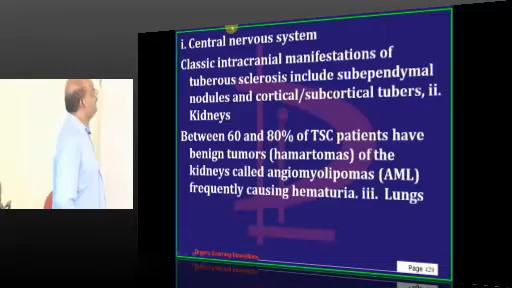 i. Central nervous system
Classic intracranial manifestations of
tuberous sclerosis include subependymal
nodules and cortical/subcortical tubers, ii.
Kidneys
Between 60 and 80% of TSC patients have
benign tumors (hamartomas) of the
kidneys called angiomyolipomas (AML)
frequently causing hematuria. iii. Lungs
Page 429